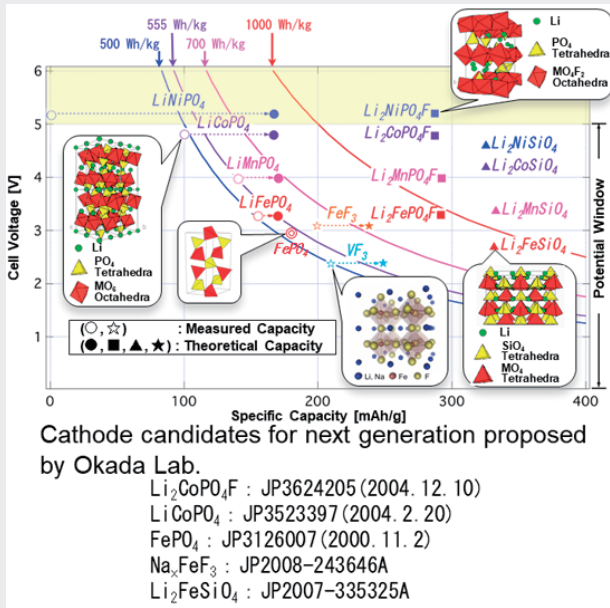 555 Wh/kg
500 Wh/kg 700 Wh/kg 1000 Wh/kg
Li
PO₄
Tetrahedra
MO₄F₂
Octahedra
6
5
4
3
2
1
0 100 200 300 400
Cell Voltage [V]
Specific Capacity [mAh/g]
Potential Window
LiNiPO₄
LiCoPO₄
LiMnPO₄
LiFePO₄
FePO₄
FeF₃
VF₃
Li₂NiPO₄F
Li₂CoPO₄F
Li₂MnPO₄F
Li₂FePO₄F
Li₂NiSiO₄
Li₂CoSiO₄
Li₂MnSiO₄
Li₂FeSiO₄
Li
PO₄
Tetrahedra
MO₆
Octahedra
Li, Na Fe F
Li
SiO₄
Tetrahedra
MO₄
Tetrahedra
(○,☆) : Measured Capacity
(●,■,▲,★) : Theoretical Capacity
Cathode candidates for next generation proposed
by Okada Lab.
Li₂CoPO₄F : JP3624205(2004.12.10)
LiCoPO₄ : JP3523397(2004.2.20)
FePO₄ : JP3126007(2000.11.2)
NaₓFeF₃ : JP2008-243646A
Li₂FeSiO₄ : JP2007-335325A